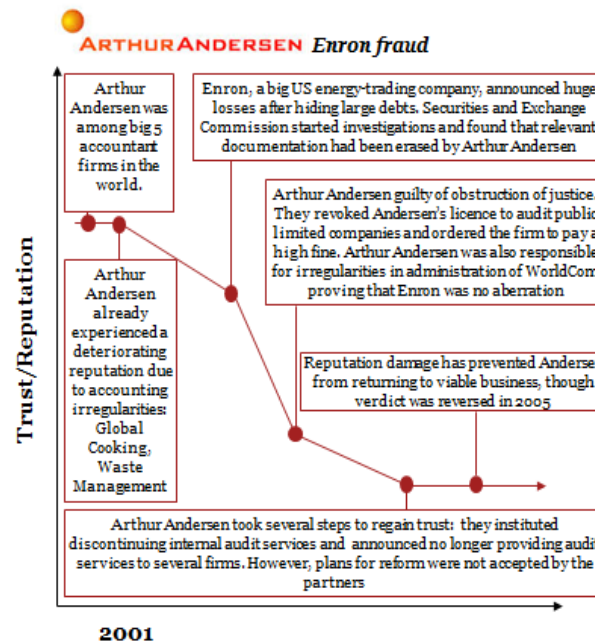 ARTHURANDERSEN Enron fraud
Arthur
Andersen was
among big 5
accountant
firms in the
world.
Enron, a big US energy-trading company, announced huge
losses after hiding large debts. Securities and Exchange
Commission started investigations and found that relevant
documentation had been erased by Arthur Andersen
Arthur Andersen guilty of obstruction of justice.
They revoked Andersen's licence to audit public
limited companies and ordered the firm to pay a
high fine. Arthur Andersen was also responsible
for irregularities in administration of WorldCom
proving that Enron was no aberration
Arthur
Andersen
already
experienced a
deteriorating
reputation due
to accounting
irregularities:
Global
Cooking,
Waste
Management
Reputation damage has prevented Anderse
from returning to viable business, though
verdict was reversed in 2005
Arthur Andersen took several steps to regain trust: they instituted
discontinuing internal audit services and announced no longer providing audit
services to several firms. However, plans for reform were not accepted by the
partners
Trust/Reputation
2001